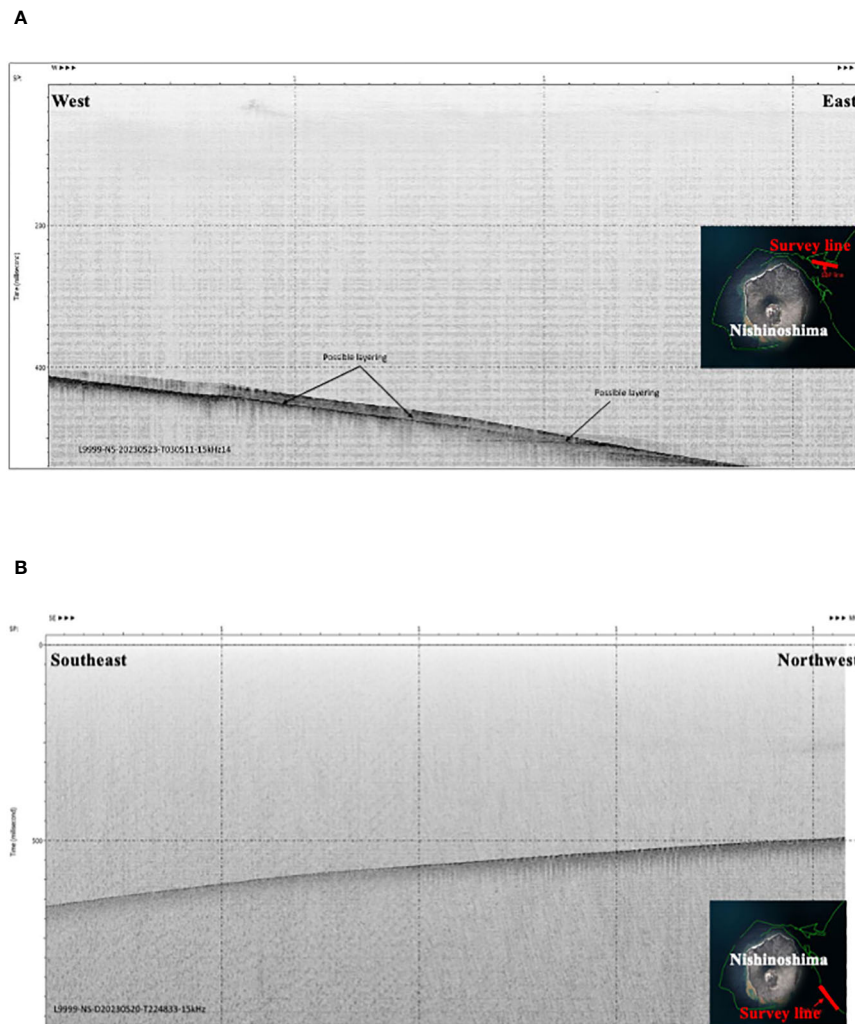 A
West
East
200
Time (millisecond)
Survey line
Nishinoshima
400
Possible layering
Possible layering
L9999-NS-20230523-T030511-15kHz14
B
0
Southeast
Northwest
500
Time (millisecond)
Nishinoshima
Survey line
L9999-NS-D20230520-T224833-15kHz